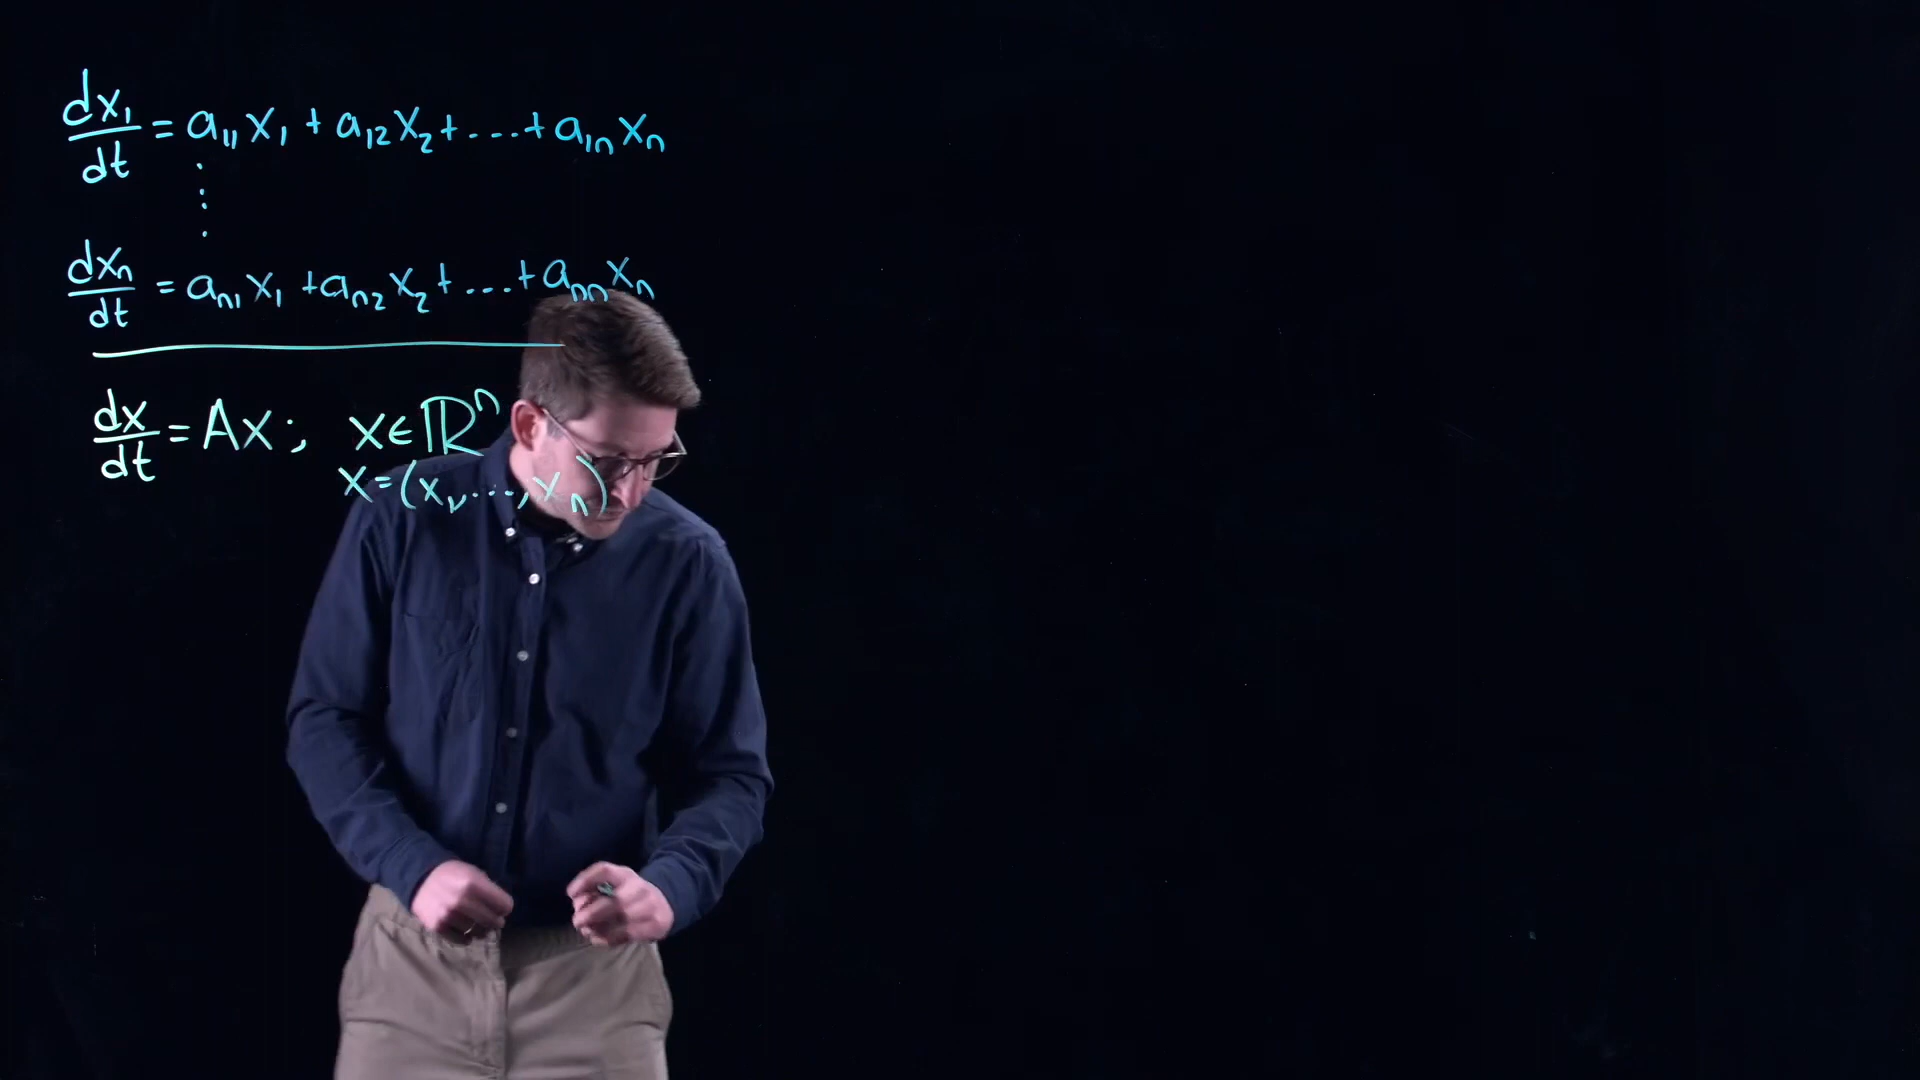 dx₁/dt = a₁₁x₁ + a₁₂x₂ + ... + a₁ₙxₙ
⋮
dxₙ/dt = aₙ₁x₁ + aₙ₂x₂ + ... + aₙₙxₙ
dx/dt = Ax; x ∈ ℝⁿ
x = (x₁, ..., xₙ)